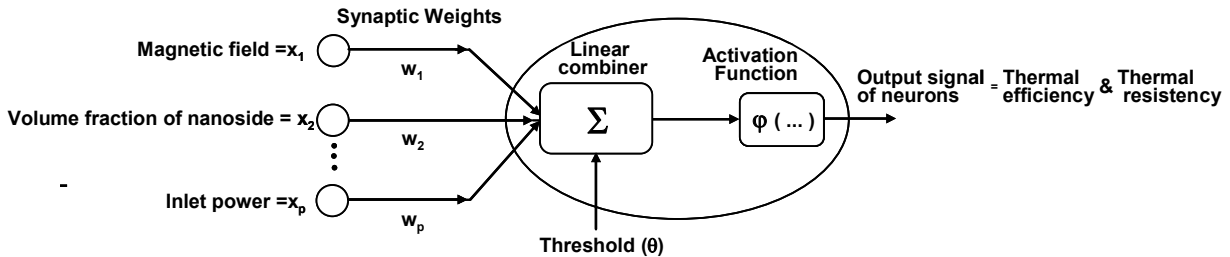 Synaptic Weights
Magnetic field =x1
w1
Linear
combiner
Activation
Function
Volume fraction of nanoside = x2
w2
Σ
φ ( ... )
Output signal = Thermal & Thermal
of neurons efficiency resistency
-
Inlet power =xp
wp
Threshold (θ)